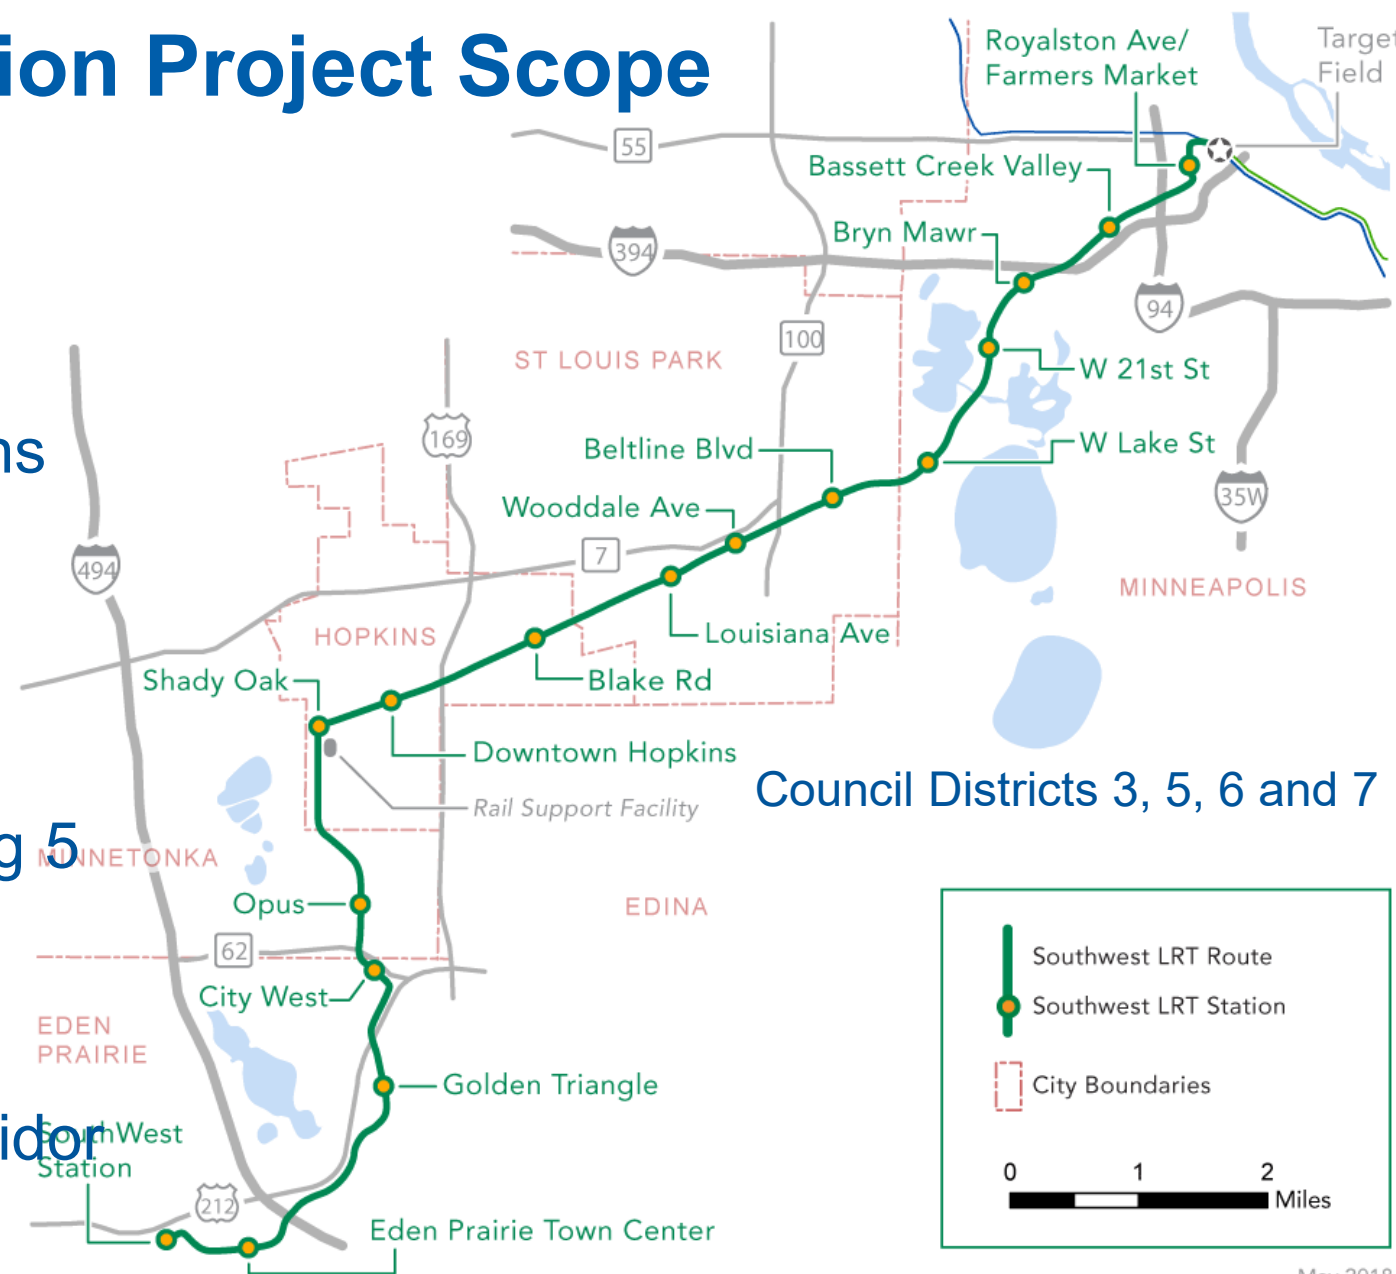 ion Project Scope
Royalston Ave/
Farmers Market
Target
Field
55
Bassett Creek Valley
Bryn Mawr
394
94
100
ST LOUIS PARK
W 21st St
169
ns
Beltline Blvd
W Lake St
Wooddale Ave
35W
7
494
MINNEAPOLIS
HOPKINS
Louisiana Ave
Shady Oak
Blake Rd
Downtown Hopkins
Rail Support Facility
Council Districts 3, 5, 6 and 7
g 5
MINNETONKA
Opus
EDINA
62
City West
EDEN
PRAIRIE
Golden Triangle
idor
SouthWest
Station
212
Eden Prairie Town Center
Southwest LRT Route
Southwest LRT Station
City Boundaries
0 1 2
Miles